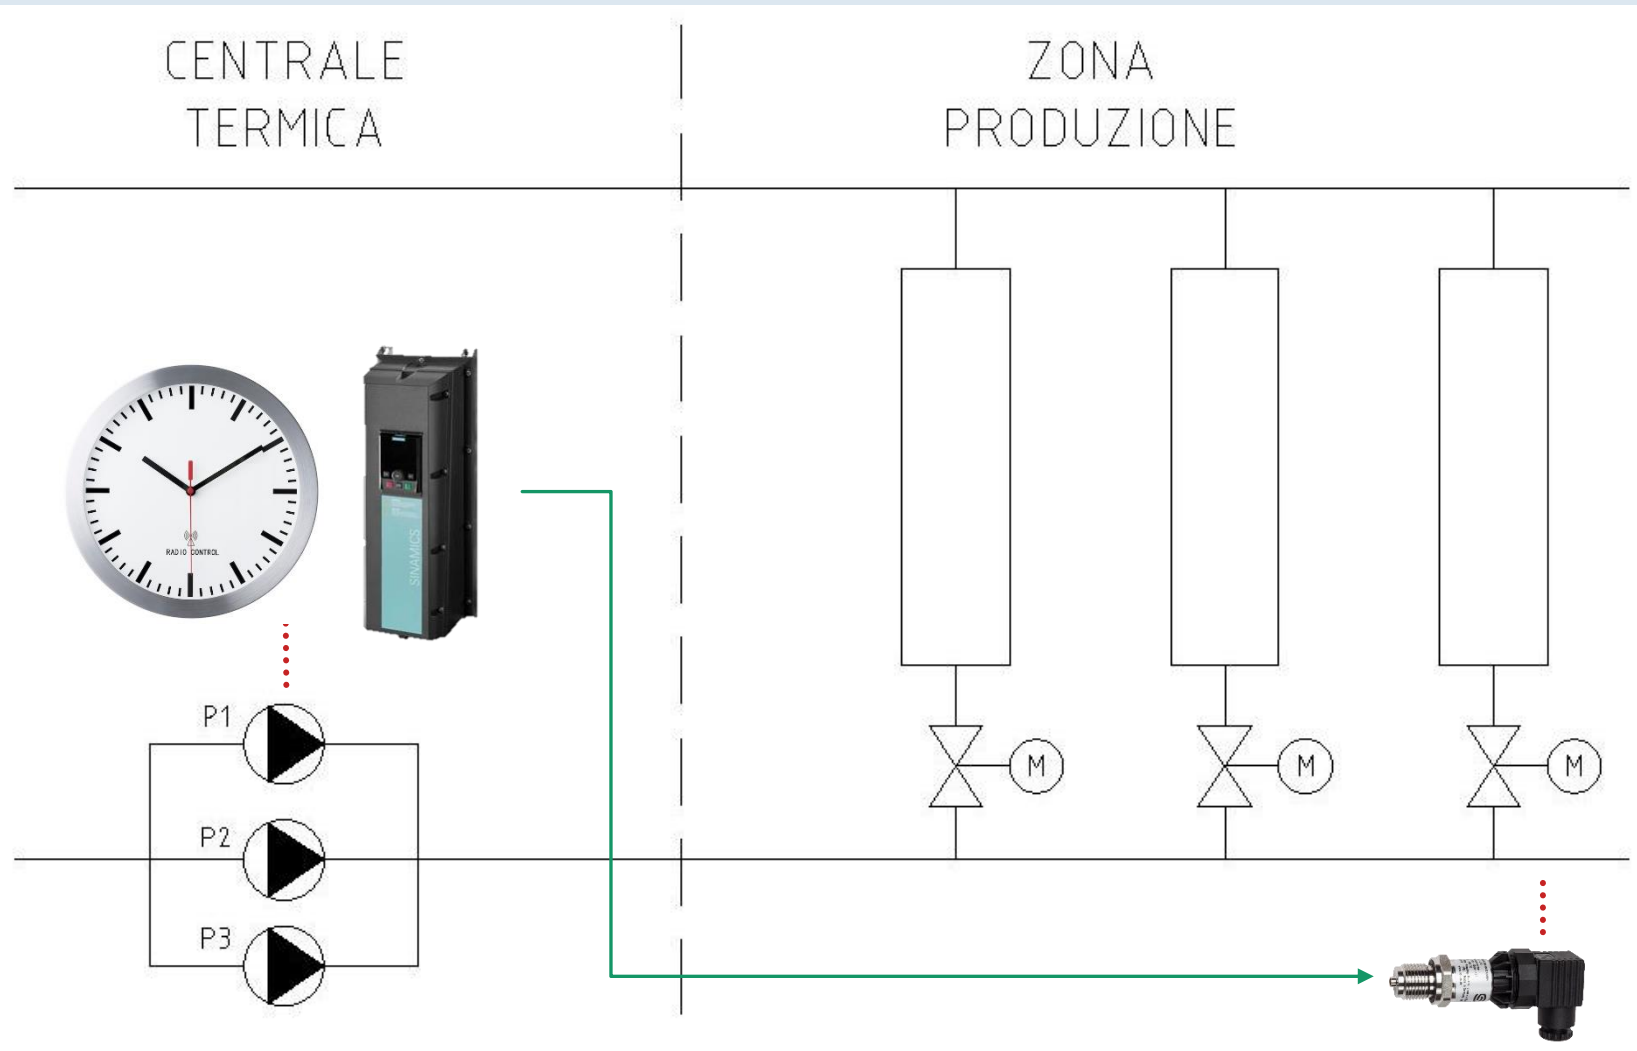 CENTRALE
TERMICA
ZONA
PRODUZIONE
RADIO CONTROL
SINAMICS
P1
M
M
M
P2
P3